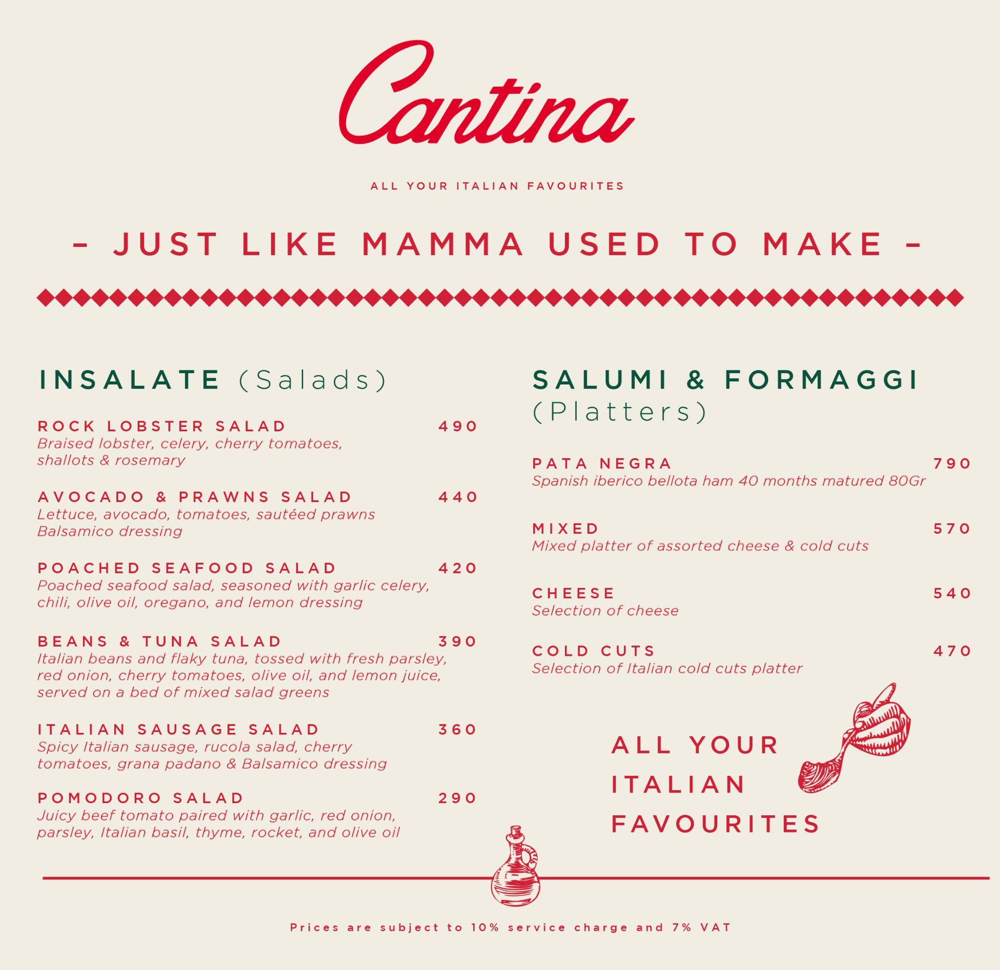 Cantina
ALL YOUR ITALIAN FAVOURITES
– JUST LIKE MAMMA USED TO MAKE –
INSALATE (Salads)
ROCK LOBSTER SALAD 490
Braised lobster, celery, cherry tomatoes,
shallots & rosemary
AVOCADO & PRAWNS SALAD 440
Lettuce, avocado, tomatoes, sautéed prawns
Balsamico dressing
POACHED SEAFOOD SALAD 420
Poached seafood salad, seasoned with garlic celery,
chili, olive oil, oregano, and lemon dressing
BEANS & TUNA SALAD 390
Italian beans and flaky tuna, tossed with fresh parsley,
red onion, cherry tomatoes, olive oil, and lemon juice,
served on a bed of mixed salad greens
ITALIAN SAUSAGE SALAD 360
Spicy Italian sausage, rucola salad, cherry
tomatoes, grana padano & Balsamico dressing
POMODORO SALAD 290
Juicy beef tomato paired with garlic, red onion,
parsley, Italian basil, thyme, rocket, and olive oil
SALUMI & FORMAGGI
(Platters)
PATA NEGRA 790
Spanish iberico bellota ham 40 months matured 80Gr
MIXED 570
Mixed platter of assorted cheese & cold cuts
CHEESE 540
Selection of cheese
COLD CUTS 470
Selection of Italian cold cuts platter
ALL YOUR
ITALIAN
FAVOURITES
Prices are subject to 10% service charge and 7% VAT